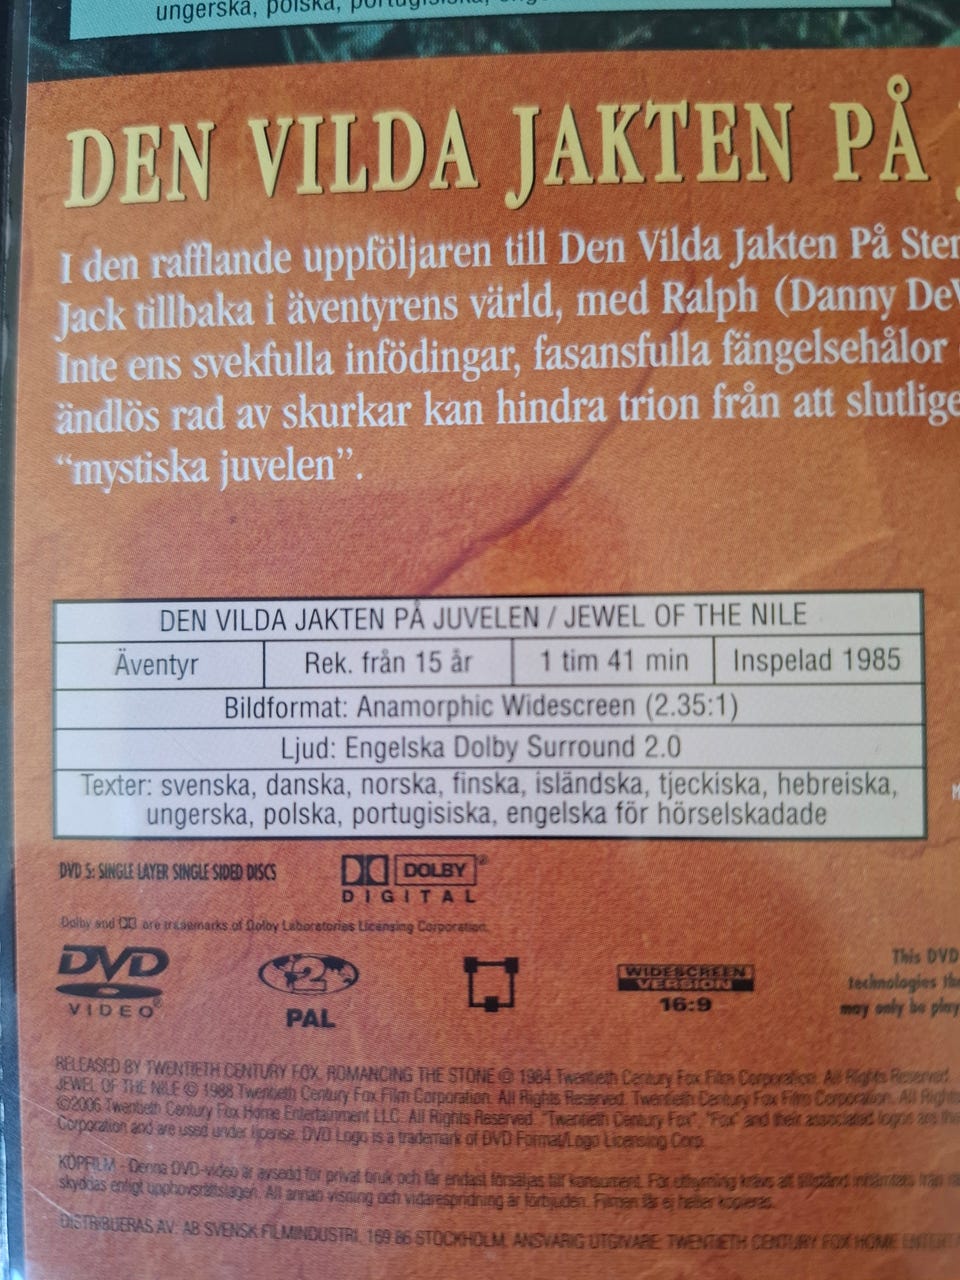 ungerska, polska, portugisiska,
DEN VILDA JAKTEN PÅ
I den rafflande uppföljaren till Den Vilda Jakten På
Jack tillbaka i äventyrens värld, med Ralph (Danny
Inte ens svekfulla infödingar, fasansfulla fängelsehålor
ändlös rad av skurkar kan hindra trion från att
“mystiska juvelen”.
DEN VILDA JAKTEN PÅ JUVELEN / JEWEL OF THE NILE
Äventyr Rek. från 15 år 1 tim 41 min Inspelad 1985
Bildformat: Anamorphic Widescreen (2.35:1)
Ljud: Engelska Dolby Surround 2.0
Texter: svenska, danska, norska, finska, isländska, tjeckiska, hebreiska,
ungerska, polska, portugisiska, engelska för hörselskadade
DVD 5: SINGLE LAYER SINGLE SIDED DISCS
DOLBY®
DIGITAL
Dolby and DD are trademarks of Dolby Laboratories Licensing Corporation.
DVD
VIDEO®
2
PAL
WIDESCREEN
VERSION
16:9
This DVD
technologies
may only be
RELEASED BY TWENTIETH CENTURY FOX. ROMANCING THE STONE © 1984 Twentieth Century Fox Film Corporation. All Rights Reserved.
JEWEL OF THE NILE © 1988 Twentieth Century Fox Film Corporation. All Rights Reserved. Twentieth Century Fox Film Corporation. All Rights
©2006 Twentieth Century Fox Home Entertainment LLC. All Rights Reserved. "Twentieth Century Fox", "Fox" and their associated logos are
Corporation and are used under license. DVD Logo is a trademark of DVD Format/Logo Licensing Corp.
KÖPFILM - Denna DVD-video är avsedd för privat bruk och får endast försäljas till konsument. För uthyrning krävs att tillstånd inhämtats från
skyddas enligt upphovsrättslagen. All annan visning och vidarespridning är förbjuden. Filmen får ej heller kopieras.
DISTRIBUERAS AV: AB SVENSK FILMINDUSTRI, 169 86 STOCKHOLM, ANSVARIG UTGIVARE: TWENTIETH CENTURY FOX HOME